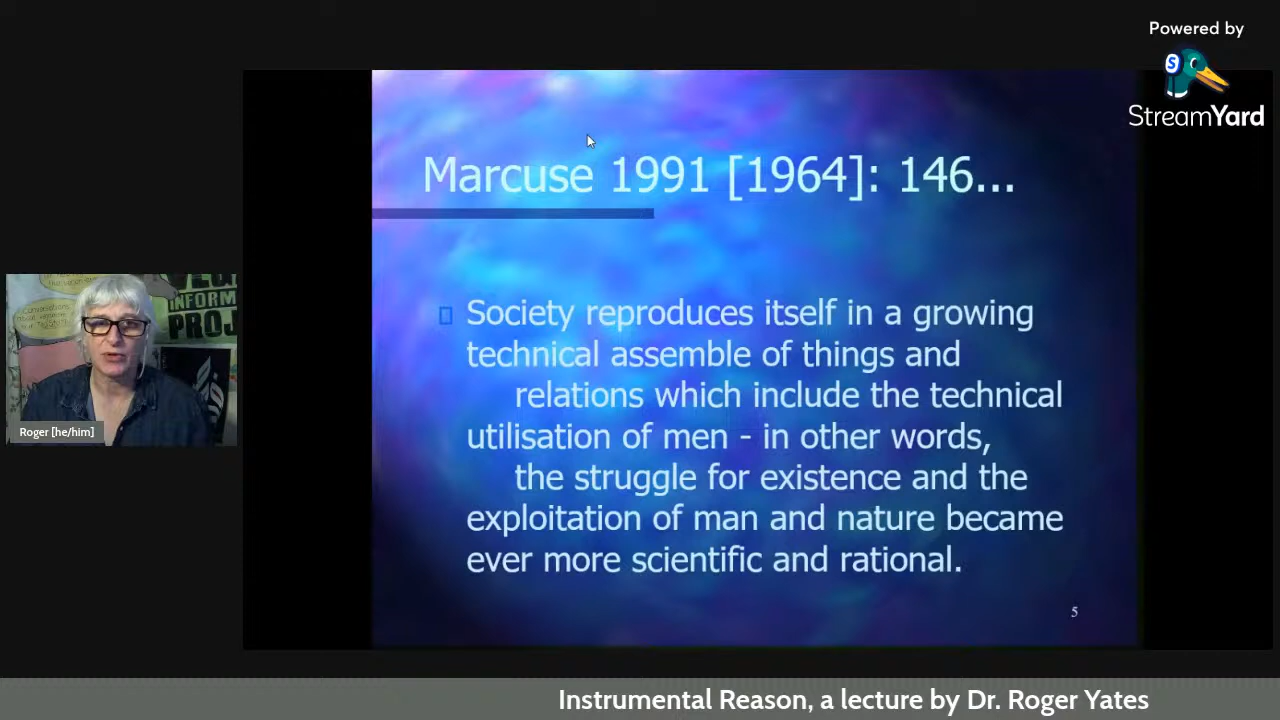 Powered by
StreamYard
Marcuse 1991 [1964]: 146...
Society reproduces itself in a growing
technical assemble of things and
relations which include the technical
utilisation of men - in other words,
the struggle for existence and the
exploitation of man and nature became
ever more scientific and rational.
5
INFORM
PROJ
Roger [he/him]
Instrumental Reason, a lecture by Dr. Roger Yates